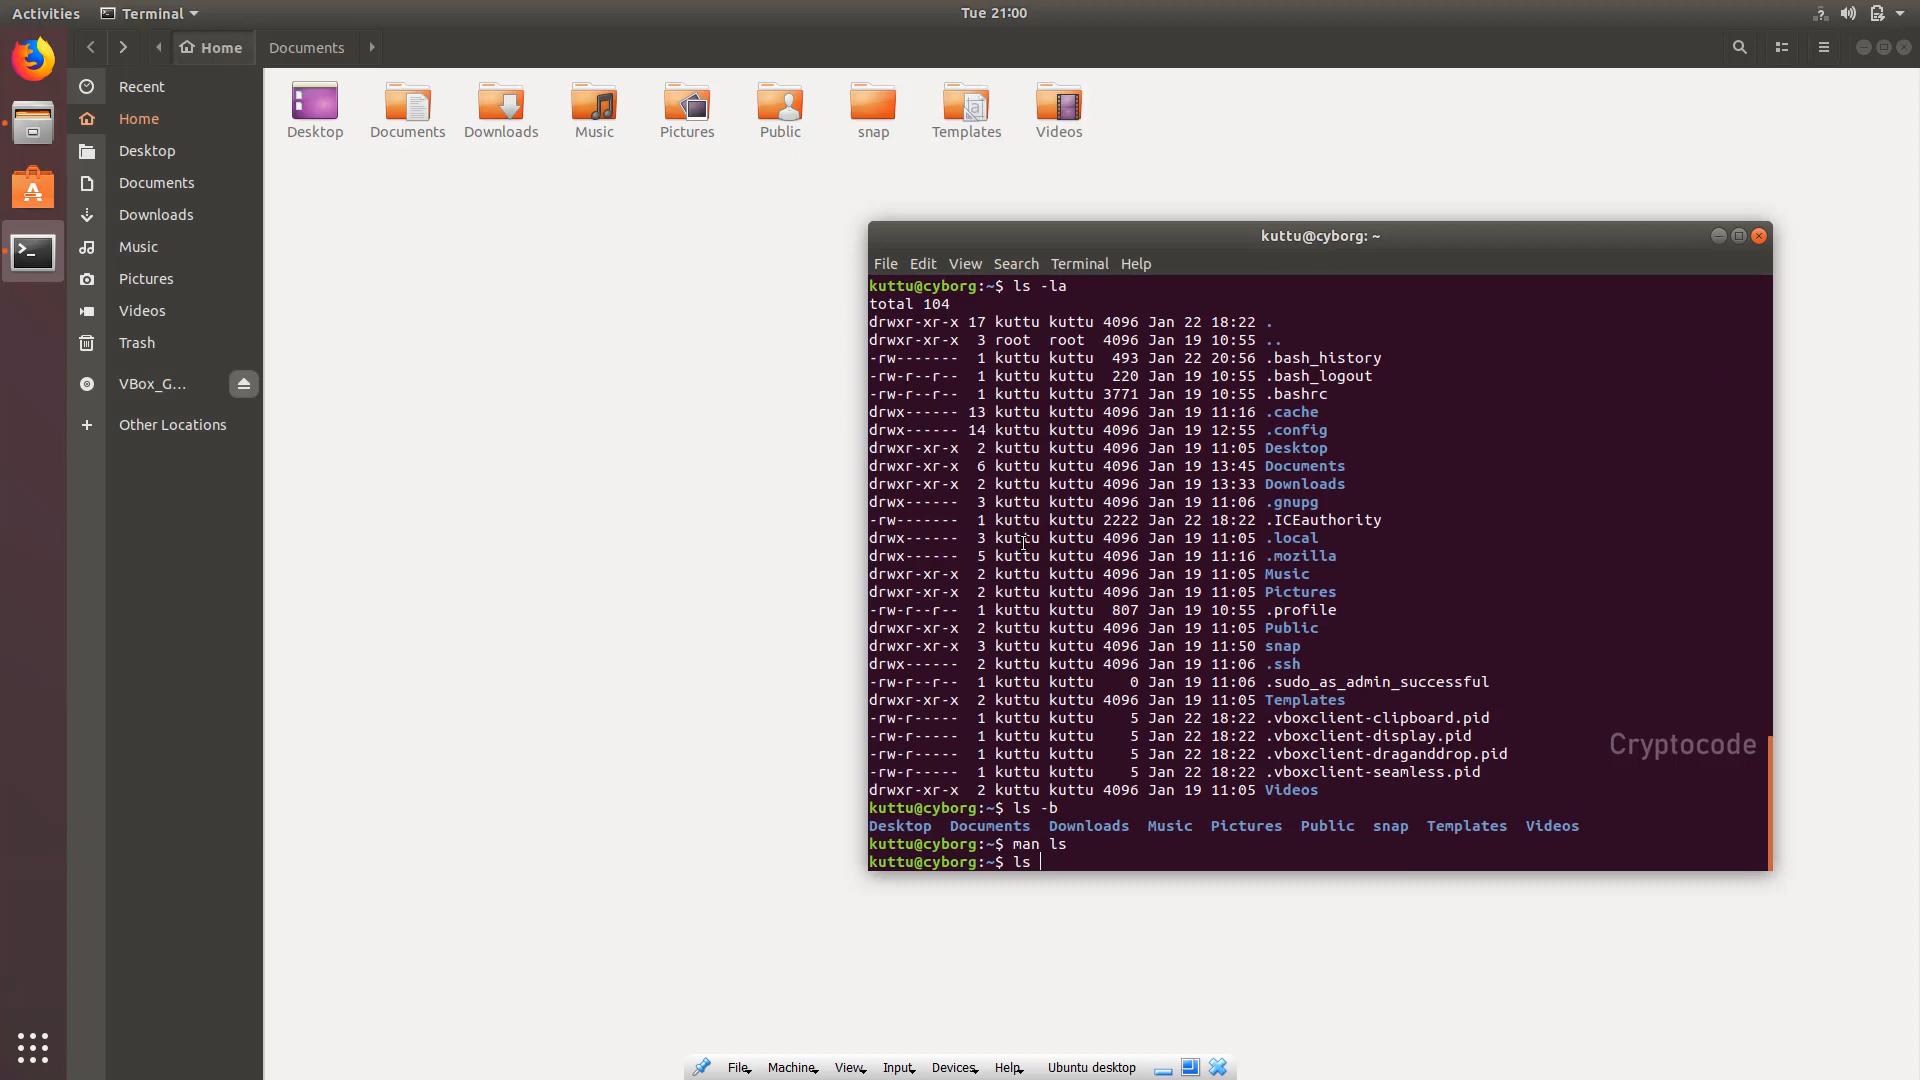 Activities Terminal Tue 21:00
Home Documents
Recent
Home
Desktop
Documents
Downloads
Music
Pictures
Videos
Trash
VBox_G...
Other Locations
Desktop Documents Downloads Music Pictures Public snap Templates Videos
kuttu@cyborg: ~
File Edit View Search Terminal Help
kuttu@cyborg:~$ ls -la
total 104
drwxr-xr-x 17 kuttu kuttu 4096 Jan 22 18:22 .
drwxr-xr-x  3 root  root  4096 Jan 19 10:55 ..
-rw-------  1 kuttu kuttu  493 Jan 22 20:56 .bash_history
-rw-r--r--  1 kuttu kuttu  220 Jan 19 10:55 .bash_logout
-rw-r--r--  1 kuttu kuttu 3771 Jan 19 10:55 .bashrc
drwx------ 13 kuttu kuttu 4096 Jan 19 11:16 .cache
drwx------ 14 kuttu kuttu 4096 Jan 19 12:55 .config
drwxr-xr-x  2 kuttu kuttu 4096 Jan 19 11:05 Desktop
drwxr-xr-x  6 kuttu kuttu 4096 Jan 19 13:45 Documents
drwxr-xr-x  2 kuttu kuttu 4096 Jan 19 13:33 Downloads
drwx------  3 kuttu kuttu 4096 Jan 19 11:06 .gnupg
-rw-------  1 kuttu kuttu 2222 Jan 22 18:22 .ICEauthority
drwx------  3 kuttu kuttu 4096 Jan 19 11:05 .local
drwx------  5 kuttu kuttu 4096 Jan 19 11:16 .mozilla
drwxr-xr-x  2 kuttu kuttu 4096 Jan 19 11:05 Music
drwxr-xr-x  2 kuttu kuttu 4096 Jan 19 11:05 Pictures
-rw-r--r--  1 kuttu kuttu  807 Jan 19 10:55 .profile
drwxr-xr-x  2 kuttu kuttu 4096 Jan 19 11:05 Public
drwxr-xr-x  3 kuttu kuttu 4096 Jan 19 11:50 snap
drwx------  2 kuttu kuttu 4096 Jan 19 11:06 .ssh
-rw-r--r--  1 kuttu kuttu    0 Jan 19 11:06 .sudo_as_admin_successful
drwxr-xr-x  2 kuttu kuttu 4096 Jan 19 11:05 Templates
-rw-r-----  1 kuttu kuttu    5 Jan 22 18:22 .vboxclient-clipboard.pid
-rw-r-----  1 kuttu kuttu    5 Jan 22 18:22 .vboxclient-display.pid
-rw-r-----  1 kuttu kuttu    5 Jan 22 18:22 .vboxclient-draganddrop.pid
-rw-r-----  1 kuttu kuttu    5 Jan 22 18:22 .vboxclient-seamless.pid
drwxr-xr-x  2 kuttu kuttu 4096 Jan 19 11:05 Videos
Cryptocode
kuttu@cyborg:~$ ls -b
Desktop  Documents  Downloads  Music  Pictures  Public  snap  Templates  Videos
kuttu@cyborg:~$ man ls
kuttu@cyborg:~$ ls
File Machine View Input Devices Help Ubuntu desktop